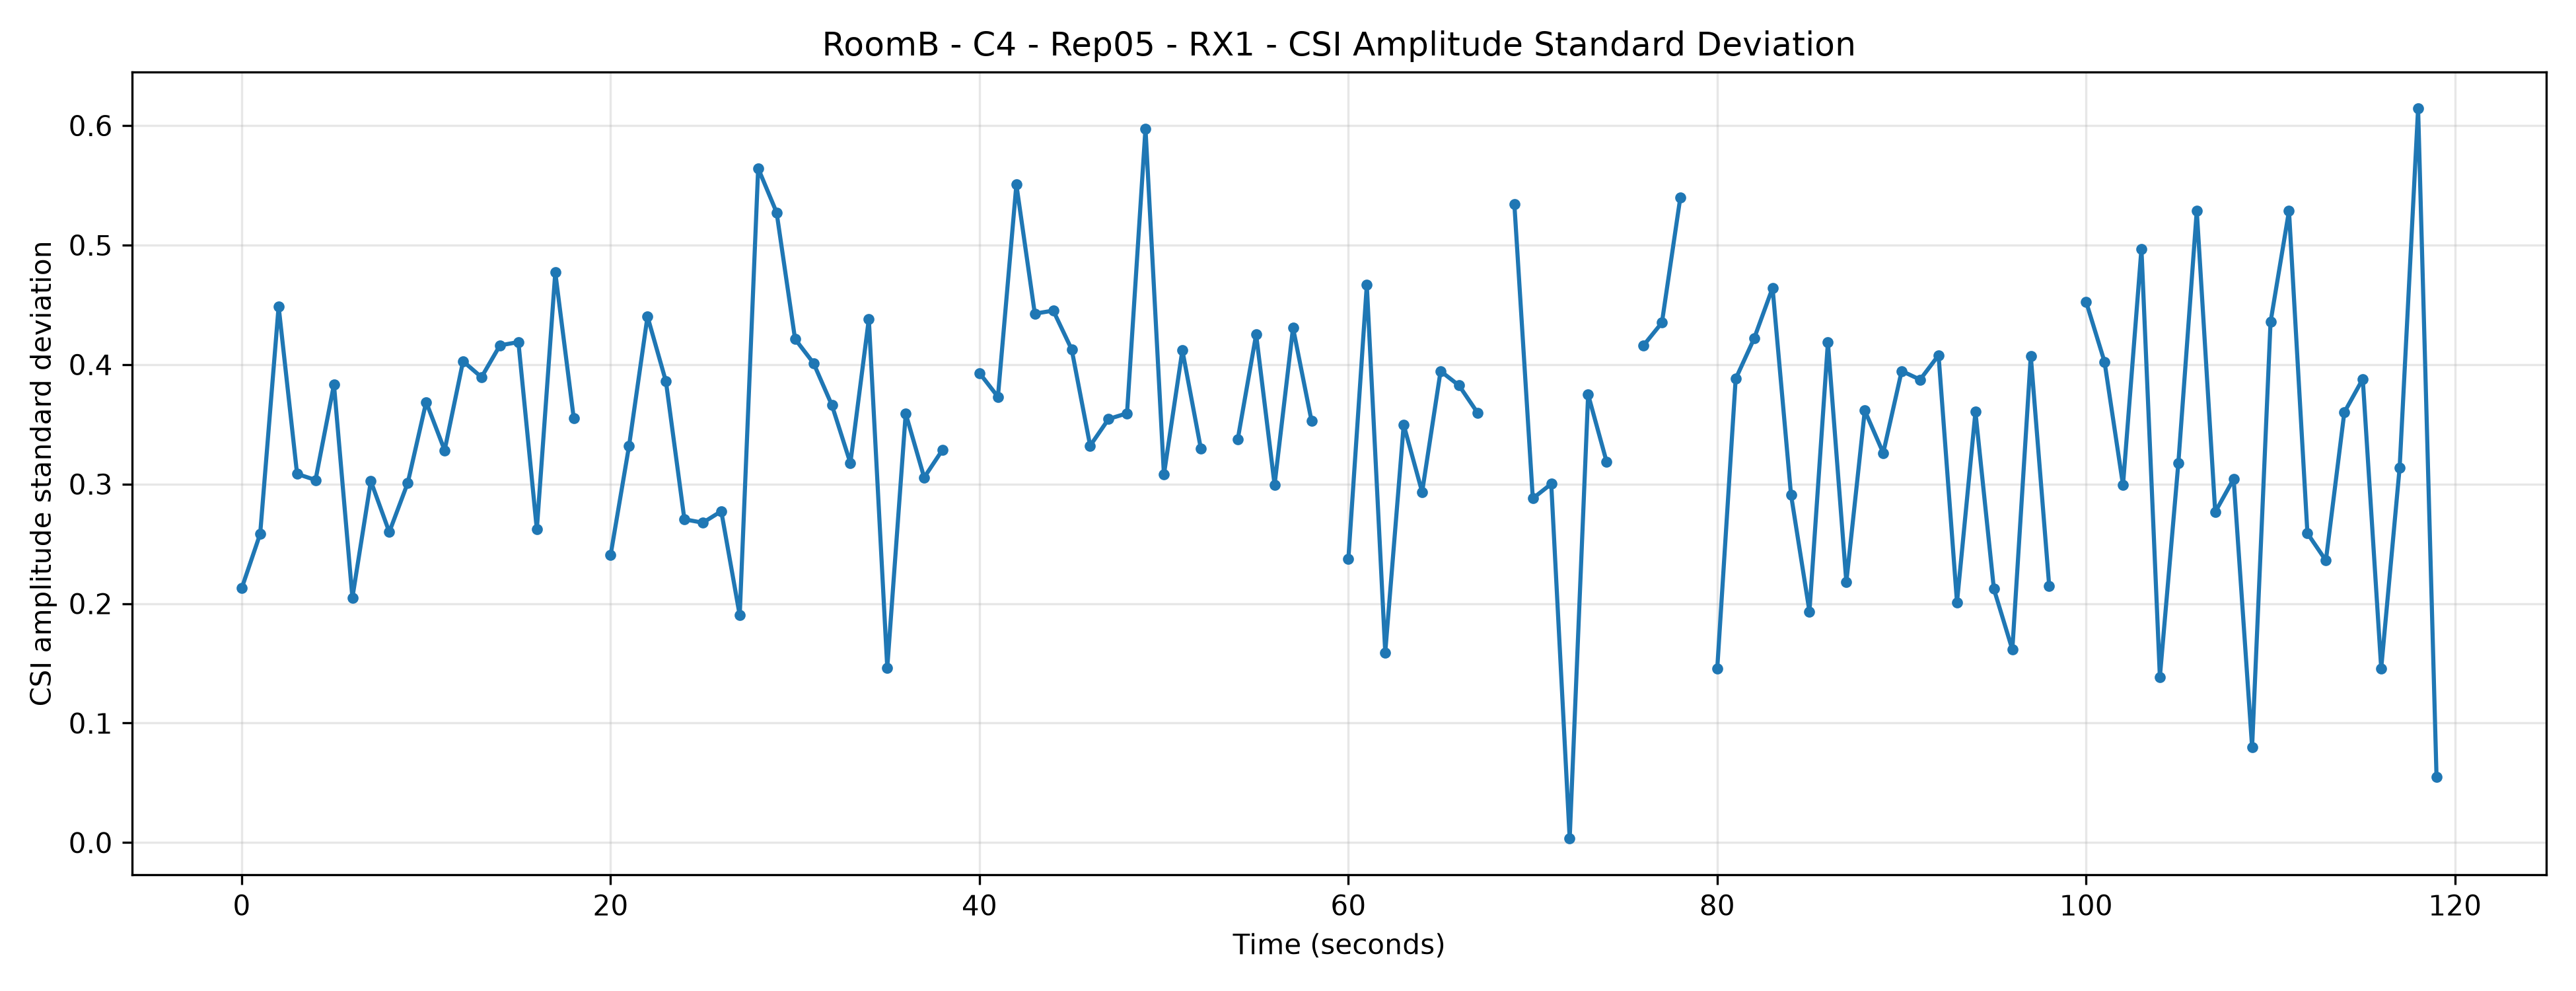 RoomB - C4 - Rep05 - RX1 - CSI Amplitude Standard Deviation
CSI amplitude standard deviation
0.6
0.5
0.4
0.3
0.2
0.1
0.0
0 20 40 60 80 100 120
Time (seconds)